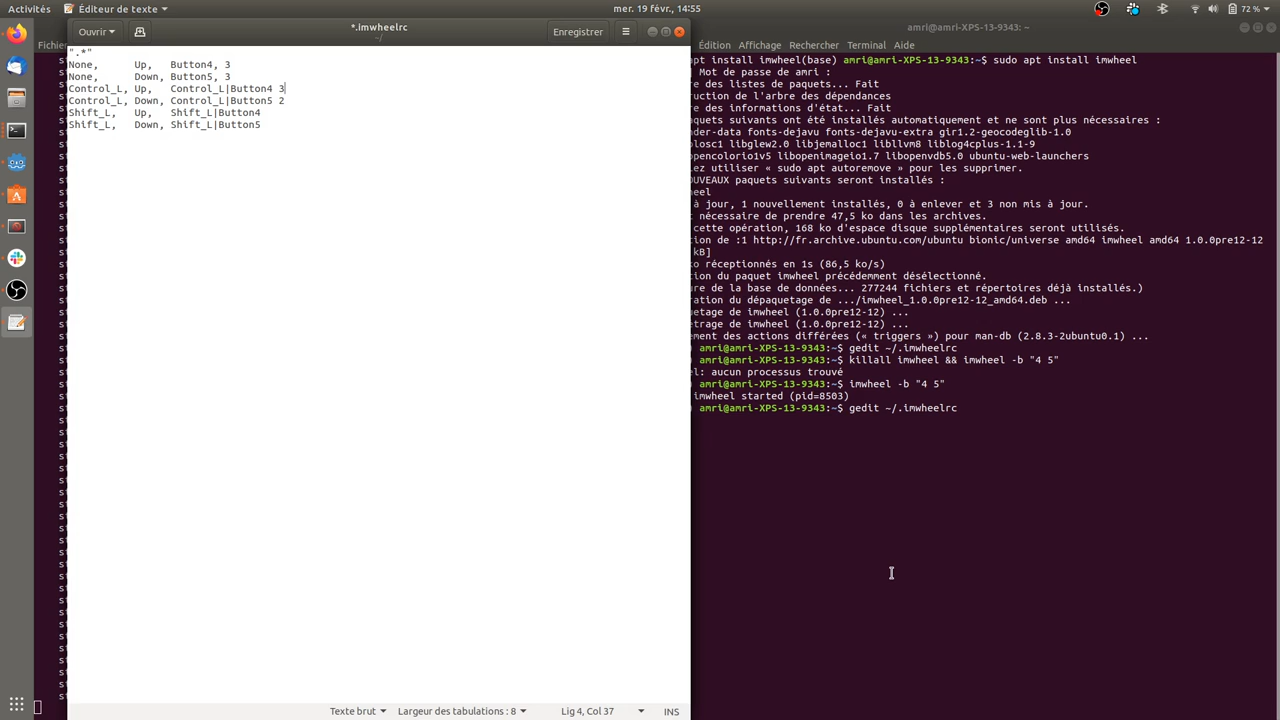 Activités
Éditeur de texte
mer. 19 févr., 14:55
72 %
Ouvrir
*.imwheelrc
~/
Enregistrer
".*"
None, Up, Button4, 3
None, Down, Button5, 3
Control_L, Up, Control_L|Button4 3
Control_L, Down, Control_L|Button5 2
Shift_L, Up, Shift_L|Button4
Shift_L, Down, Shift_L|Button5
Texte brut
Largeur des tabulations : 8
Lig 4, Col 37
INS
amri@amri-XPS-13-9343: ~
Fichier
Édition Affichage Rechercher Terminal Aide
apt install imwheel(base) amri@amri-XPS-13-9343:~$ sudo apt install imwheel
] Mot de passe de amri :
re des listes de paquets... Fait
ruction de l'arbre des dépendances
re des informations d'état... Fait
aquets suivants ont été installés automatiquement et ne sont plus nécessaires :
nder-data fonts-dejavu fonts-dejavu-extra gir1.2-geocodeglib-1.0
blosc1 libglew2.0 libjemalloc1 libllvm8 liblog4cplus-1.1-9
opencolorio1v5 libopenimageio1.7 libopenvdb5.0 ubuntu-web-launchers
lez utiliser « sudo apt autoremove » pour les supprimer.
OUVEAUX paquets suivants seront installés :
eel
à jour, 1 nouvellement installés, 0 à enlever et 3 non mis à jour.
nécessaire de prendre 47,5 ko dans les archives.
cette opération, 168 ko d'espace disque supplémentaires seront utilisés.
tion de :1 http://fr.archive.ubuntu.com/ubuntu bionic/universe amd64 imwheel amd64 1.0.0pre12-12
kB]
ko réceptionnés en 1s (86,5 ko/s)
tion du paquet imwheel précédemment désélectionné.
ure de la base de données... 277244 fichiers et répertoires déjà installés.)
ration du dépaquetage de .../imwheel_1.0.0pre12-12_amd64.deb ...
uetage de imwheel (1.0.0pre12-12) ...
étrage de imwheel (1.0.0pre12-12) ...
ement des actions différées (« triggers ») pour man-db (2.8.3-2ubuntu0.1) ...
amri@amri-XPS-13-9343:~$ gedit ~/.imwheelrc
amri@amri-XPS-13-9343:~$ killall imwheel && imwheel -b "4 5"
el: aucun processus trouvé
amri@amri-XPS-13-9343:~$ imwheel -b "4 5"
imwheel started (pid=8503)
amri@amri-XPS-13-9343:~$ gedit ~/.imwheelrc